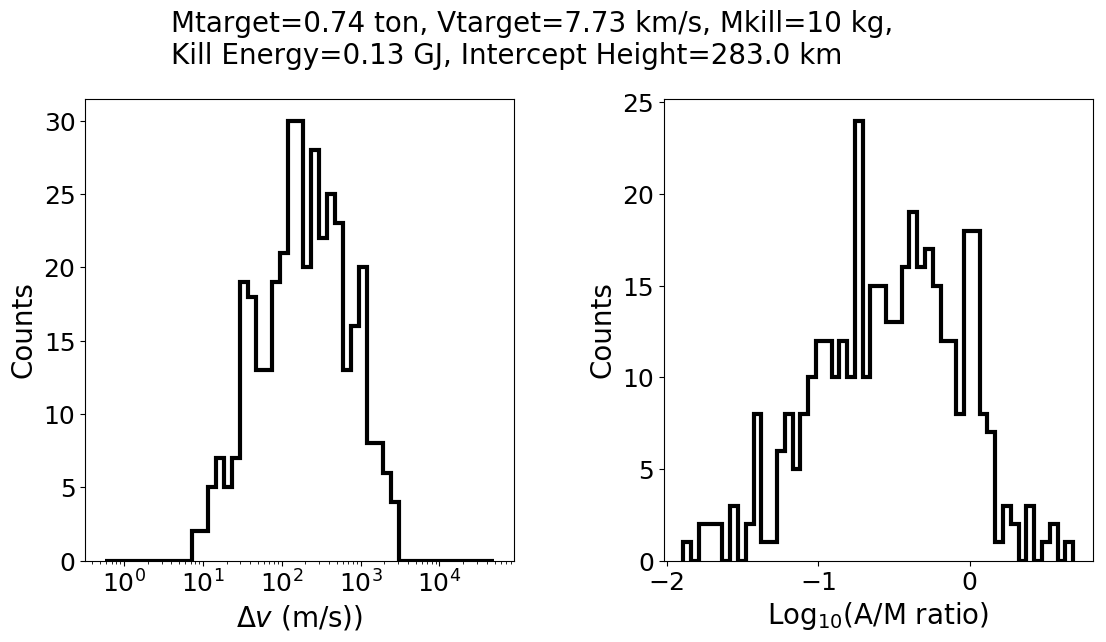 Mtarget=0.74 ton, Vtarget=7.73 km/s, Mkill=10 kg,
Kill Energy=0.13 GJ, Intercept Height=283.0 km
Counts
30
25
20
15
10
5
0
10⁰ 10¹ 10² 10³ 10⁴
Δv (m/s))
Counts
25
20
15
10
5
0
−2 −1 0
Log₁₀(A/M ratio)